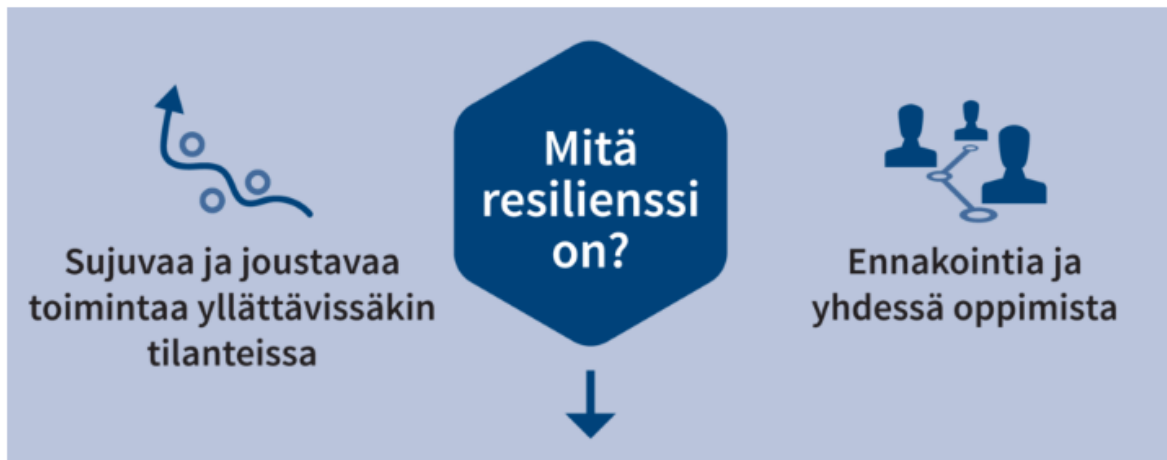 Mitä
resilienssi
on?
Sujuvaa ja joustavaa
toimintaa yllättävissäkin
tilanteissa
Ennakointia ja
yhdessä oppimista